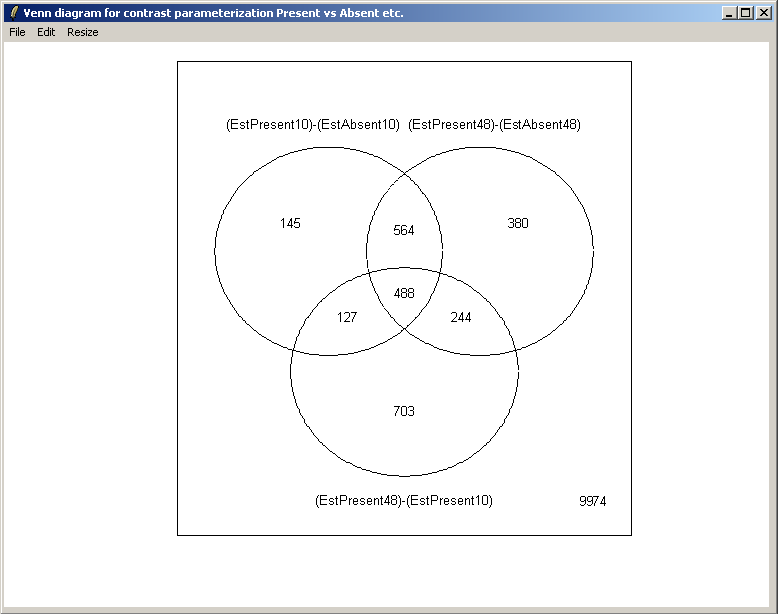 Venn diagram for contrast parameterization Present vs Absent etc.
File Edit Resize
(EstPresent10)-(EstAbsent10) (EstPresent48)-(EstAbsent48)
145 564 380
488
127 244
703
(EstPresent48)-(EstPresent10) 9974